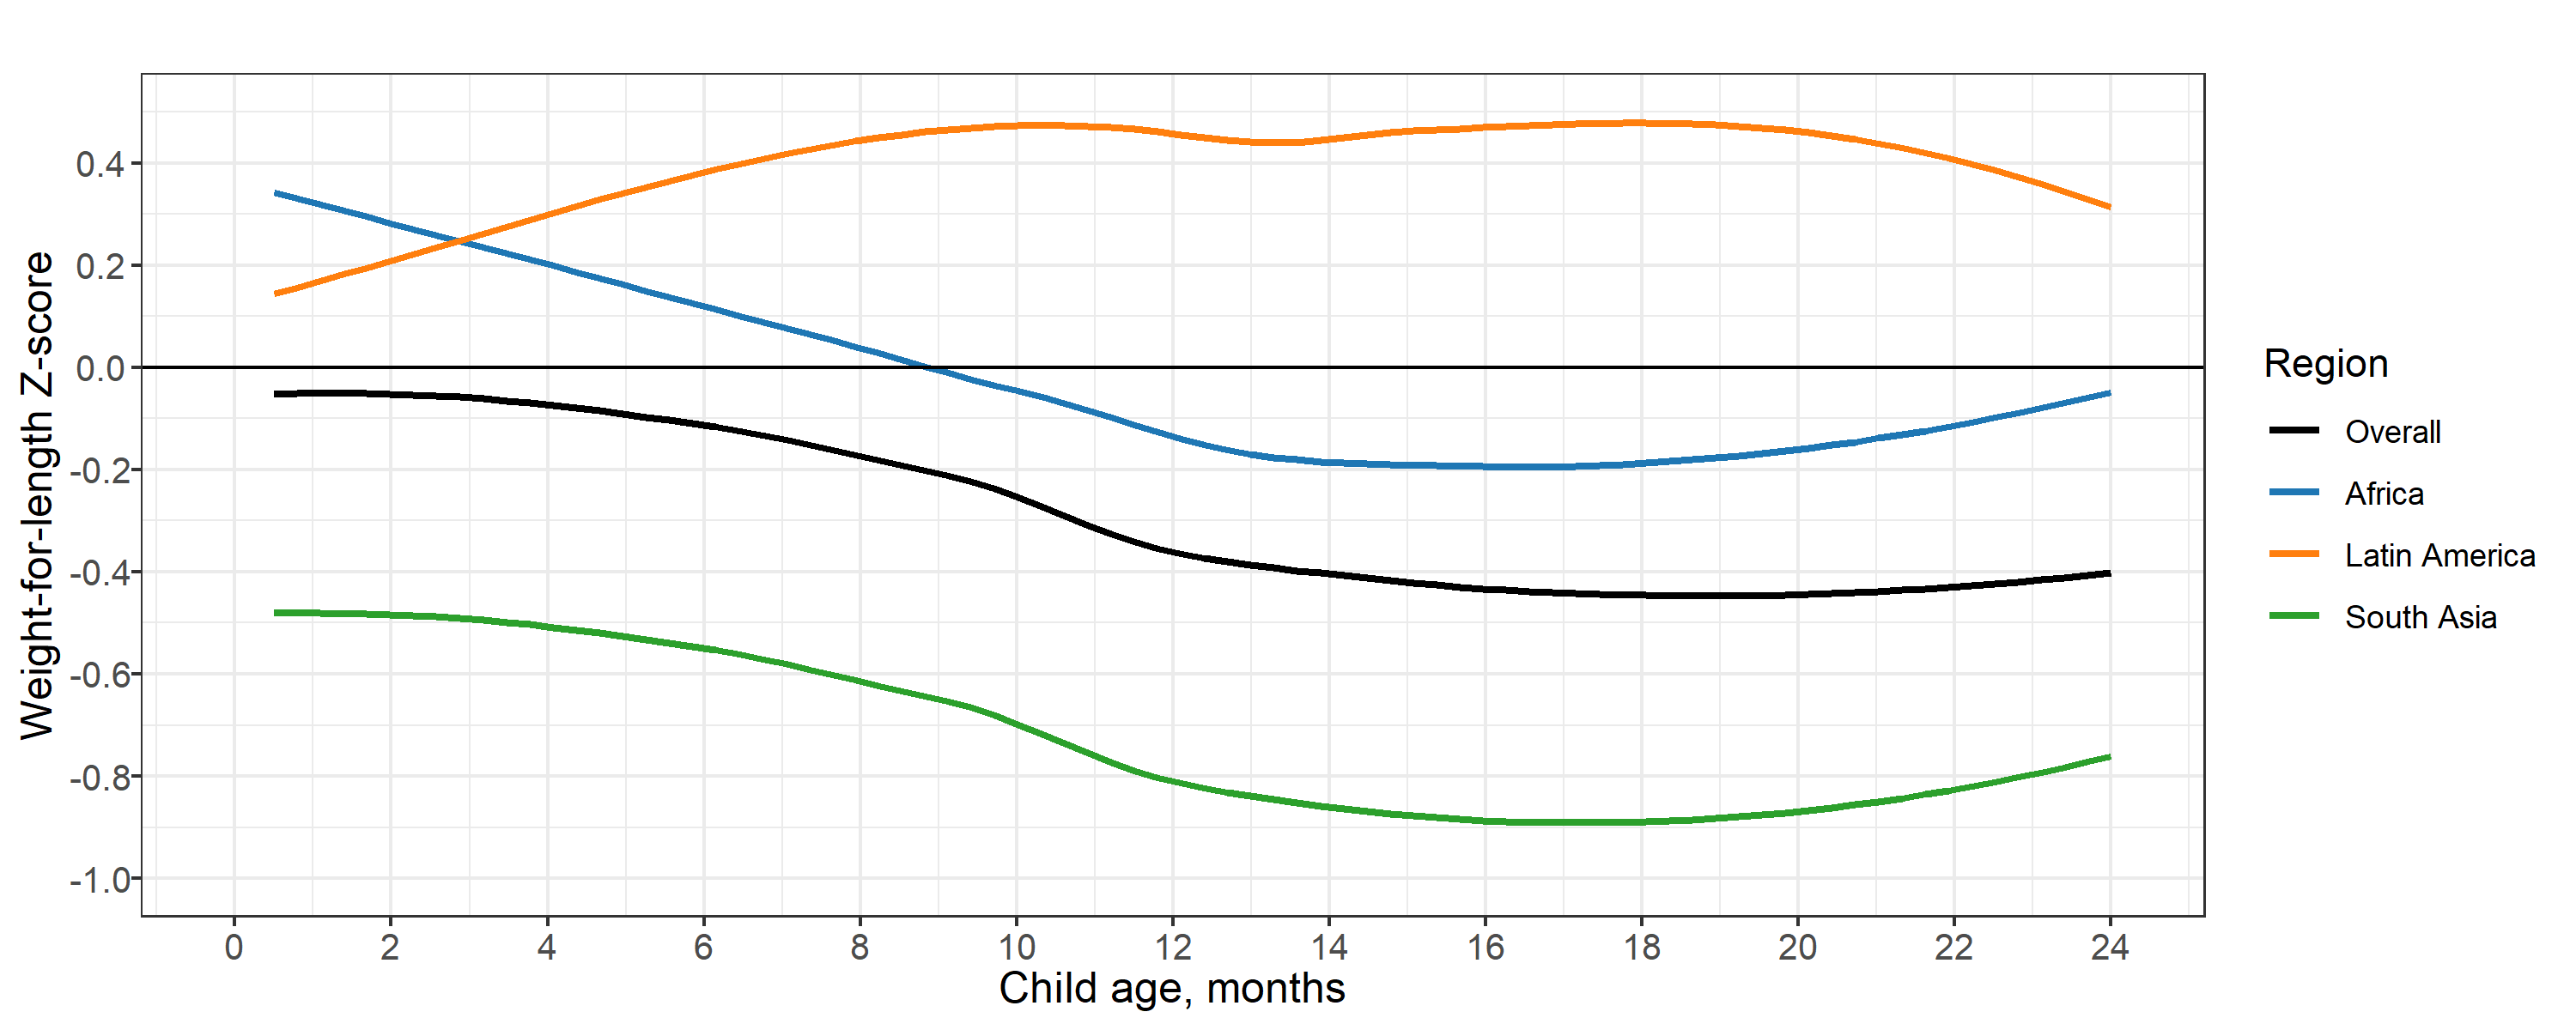 Weight-for-length Z-score
0.4
0.2
0.0
-0.2
-0.4
-0.6
-0.8
-1.0
0 2 4 6 8 10 12 14 16 18 20 22 24
Child age, months
Region
Overall
Africa
Latin America
South Asia